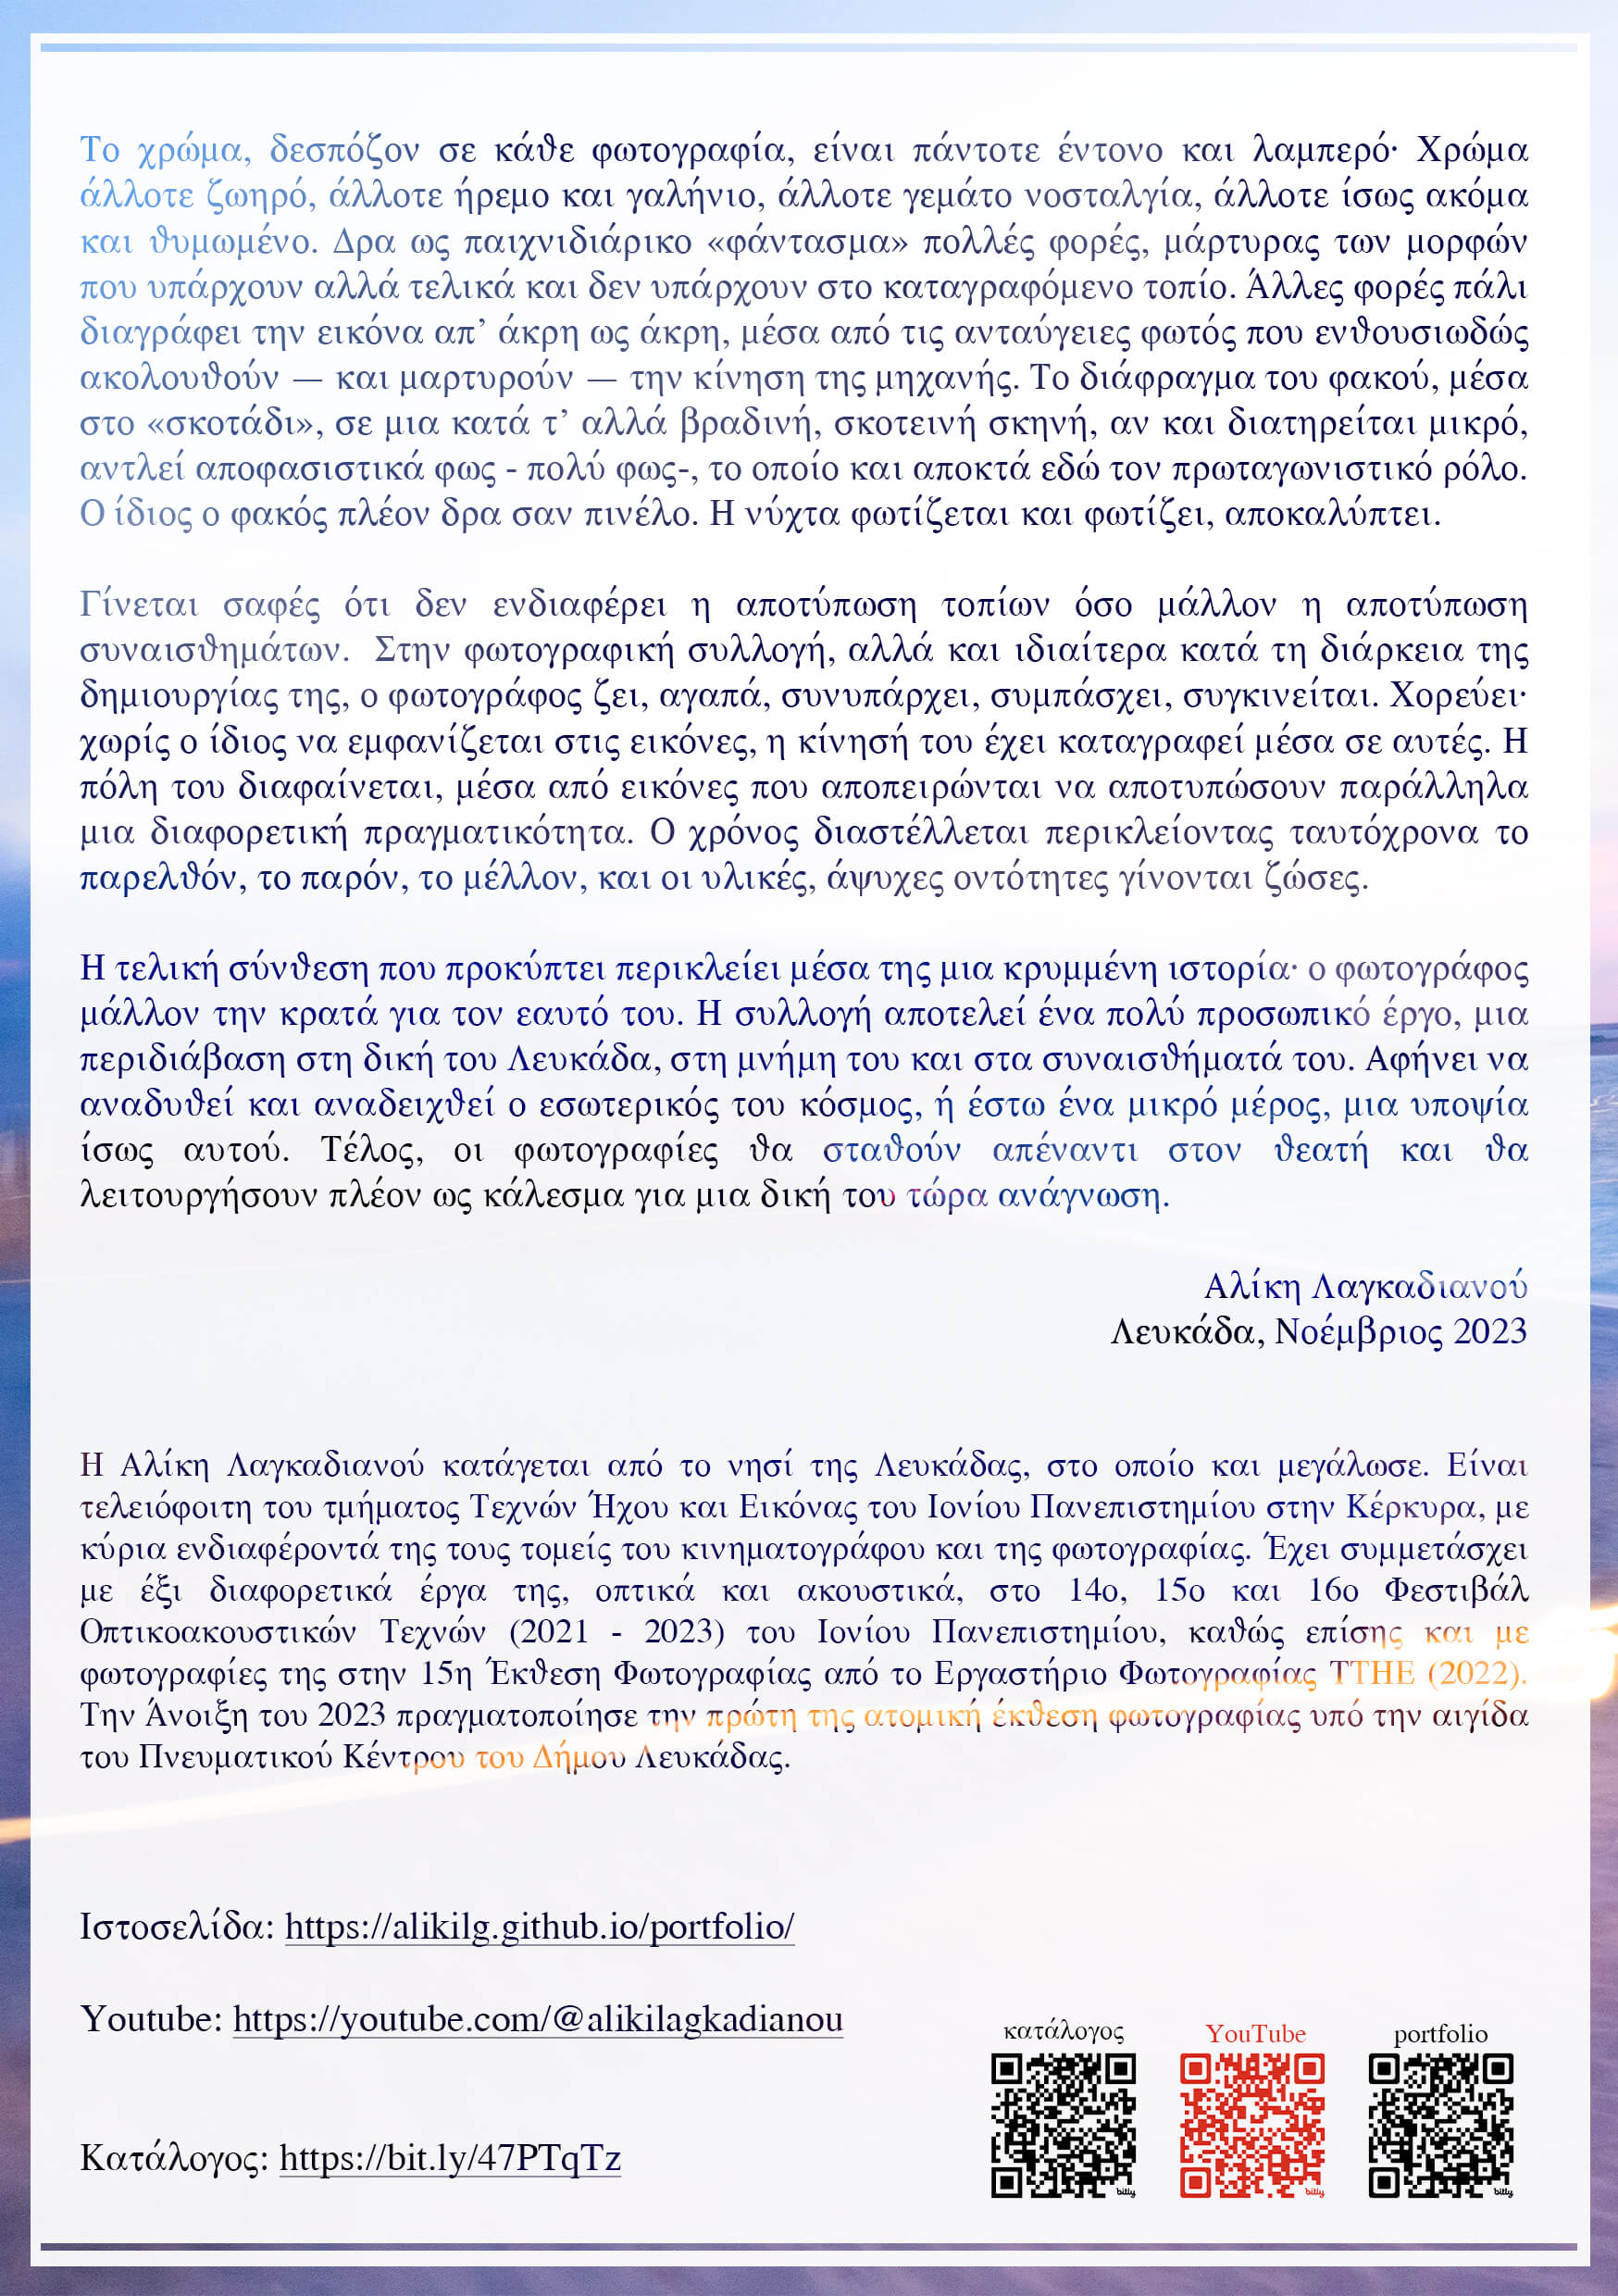 Το χρώμα, δεσπόζον σε κάθε φωτογραφία, είναι πάντοτε έντονο και λαμπερό· Χρώμα
άλλοτε ζωηρό, άλλοτε ήρεμο και γαλήνιο, άλλοτε γεμάτο νοσταλγία, άλλοτε ίσως ακόμα
και θυμωμένο. Δρα ως παιχνιδιάρικο «φάντασμα» πολλές φορές, μάρτυρας των μορφών
που υπάρχουν αλλά τελικά και δεν υπάρχουν στο καταγραφόμενο τοπίο. Άλλες φορές πάλι
διαγράφει την εικόνα απ’ άκρη ως άκρη, μέσα από τις ανταύγειες φωτός που ενθουσιωδώς
ακολουθούν — και μαρτυρούν — την κίνηση της μηχανής. Το διάφραγμα του φακού, μέσα
στο «σκοτάδι», σε μια κατά τ’ αλλά βραδινή, σκοτεινή σκηνή, αν και διατηρείται μικρό,
αντλεί αποφασιστικά φως - πολύ φως-, το οποίο και αποκτά εδώ τον πρωταγωνιστικό ρόλο.
Ο ίδιος ο φακός πλέον δρα σαν πινέλο. Η νύχτα φωτίζεται και φωτίζει, αποκαλύπτει.
Γίνεται σαφές ότι δεν ενδιαφέρει η αποτύπωση τοπίων όσο μάλλον η αποτύπωση
συναισθημάτων. Στην φωτογραφική συλλογή, αλλά και ιδιαίτερα κατά τη διάρκεια της
δημιουργίας της, ο φωτογράφος ζει, αγαπά, συνυπάρχει, συμπάσχει, συγκινείται. Χορεύει·
χωρίς ο ίδιος να εμφανίζεται στις εικόνες, η κίνησή του έχει καταγραφεί μέσα σε αυτές. Η
πόλη του διαφαίνεται, μέσα από εικόνες που αποπειρώνται να αποτυπώσουν παράλληλα
μια διαφορετική πραγματικότητα. Ο χρόνος διαστέλλεται περικλείοντας ταυτόχρονα το
παρελθόν, το παρόν, το μέλλον, και οι υλικές, άψυχες οντότητες γίνονται ζώσες.
Η τελική σύνθεση που προκύπτει περικλείει μέσα της μια κρυμμένη ιστορία· ο φωτογράφος
μάλλον την κρατά για τον εαυτό του. Η συλλογή αποτελεί ένα πολύ προσωπικό έργο, μια
περιδιάβαση στη δική του Λευκάδα, στη μνήμη του και στα συναισθήματά του. Αφήνει να
αναδυθεί και αναδειχθεί ο εσωτερικός του κόσμος, ή έστω ένα μικρό μέρος, μια υποψία
ίσως αυτού. Τέλος, οι φωτογραφίες θα σταθούν απέναντι στον θεατή και θα
λειτουργήσουν πλέον ως κάλεσμα για μια δική του τώρα ανάγνωση.
Αλίκη Λαγκαδιανού
Λευκάδα, Νοέμβριος 2023
Η Αλίκη Λαγκαδιανού κατάγεται από το νησί της Λευκάδας, στο οποίο και μεγάλωσε. Είναι
τελειόφοιτη του τμήματος Τεχνών Ήχου και Εικόνας του Ιονίου Πανεπιστημίου στην Κέρκυρα, με
κύρια ενδιαφέροντά της τους τομείς του κινηματογράφου και της φωτογραφίας. Έχει συμμετάσχει
με έξι διαφορετικά έργα της, οπτικά και ακουστικά, στο 14ο, 15ο και 16ο Φεστιβάλ
Οπτικοακουστικών Τεχνών (2021 - 2023) του Ιονίου Πανεπιστημίου, καθώς επίσης και με
φωτογραφίες της στην 15η Έκθεση Φωτογραφίας από το Εργαστήριο Φωτογραφίας ΤΤΗΕ (2022).
Την Άνοιξη του 2023 πραγματοποίησε την πρώτη της ατομική έκθεση φωτογραφίας υπό την αιγίδα
του Πνευματικού Κέντρου του Δήμου Λευκάδας.
Ιστοσελίδα: https://alikilg.github.io/portfolio/
Youtube: https://youtube.com/@alikilagkadianou
Κατάλογος: https://bit.ly/47PTqTz
κατάλογος YouTube portfolio
bitly bitly bitly